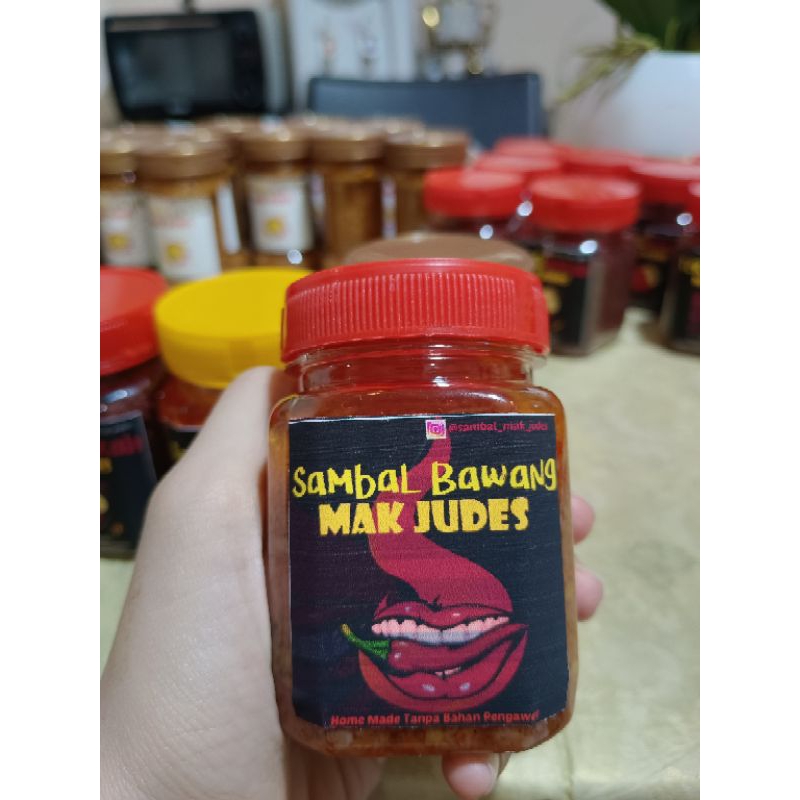 @sambal_mak_judes
Sambal Bawang
MAK JUDES
Home Made Tanpa Bahan Pengawet